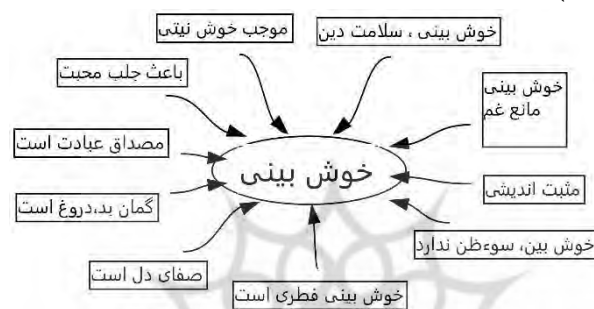 خوش بینی ، سلامت دین
موجب خوش نیتی
باعث جلب محبت
خوش بینی
مانع غم
مصداق عبادت است
خوش بینی
مثبت اندیشی
گمان بد،دروغ است
خوش بین، سوءظن ندارد
صفای دل است
خوش بینی فطری است